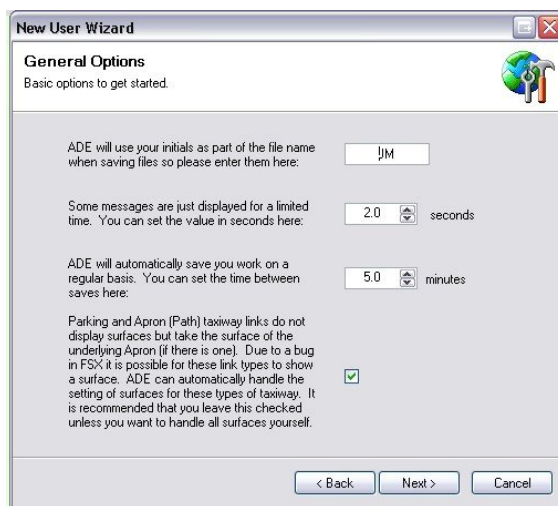 New User Wizard
General Options
Basic options to get started.
ADE will use your initials as part of the file name
when saving files so please enter them here:
Some messages are just displayed for a limited
time. You can set the value in seconds here:
2.0
seconds
ADE will automatically save you work on a
regular basis. You can set the time between
saves here:
5.0
minutes
Parking and Apron (Path) taxiway links do not
display surfaces but take the surface of the
underlying Apron (if there is one). Due to a bug
in FSX it is possible for these link types to show
a surface. ADE can automatically handle the
setting of surfaces for these types of taxiway. It
is recommended that you leave this checked
unless you want to handle all surfaces yourself.
< Back
Next >
Cancel